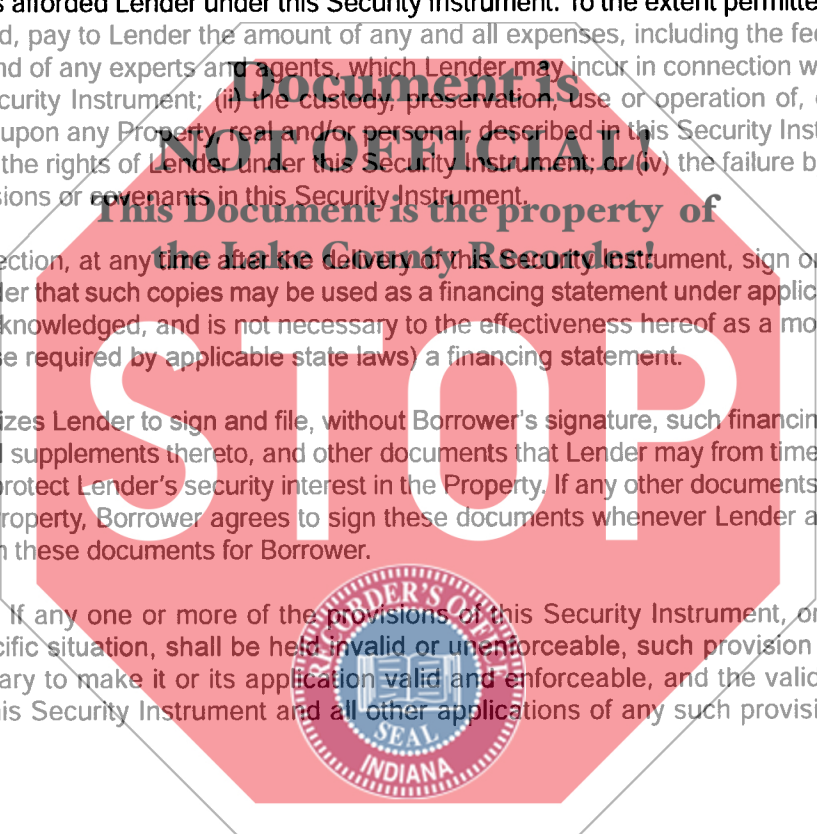 s afforded Lender under this Security Instrument. To the extent permitte
d, pay to Lender the amount of any and all expenses, including the fee
nd of any experts and agents, which Lender may incur in connection w
Document is
curity Instrument; (ii) the custody, preservation, use or operation of,
upon any Property, real and/or personal, described in this Security Inst
NOT OFFICIAL!
the rights of Lender under this Security Instrument; or (iv) the failure b
sions or covenants in this Security Instrument.
This Document is the property of
the Lake County Recorder!
ection, at any time after the delivery of this Security Instrument, sign or
der that such copies may be used as a financing statement under applic
knowledged, and is not necessary to the effectiveness hereof as a mo
se required by applicable state laws) a financing statement.
STOP
izes Lender to sign and file, without Borrower's signature, such financin
supplements thereto, and other documents that Lender may from time
protect Lender's security interest in the Property. If any other documents
roperty, Borrower agrees to sign these documents whenever Lender a
n these documents for Borrower.
If any one or more of the provisions of this Security Instrument, or
cific situation, shall be held invalid or unenforceable, such provision
ary to make it or its application valid and enforceable, and the valid
his Security Instrument and all other applications of any such provisi
RECORDER'S OFFICE
SEAL
INDIANA